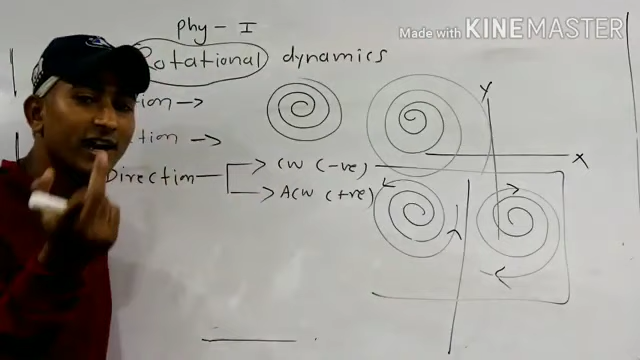 phy - I
Made with KINEMASTER
Rotational dynamics
tion →
tion →
Direction → CW (-ve)
→ ACW (+ve)
Y
X